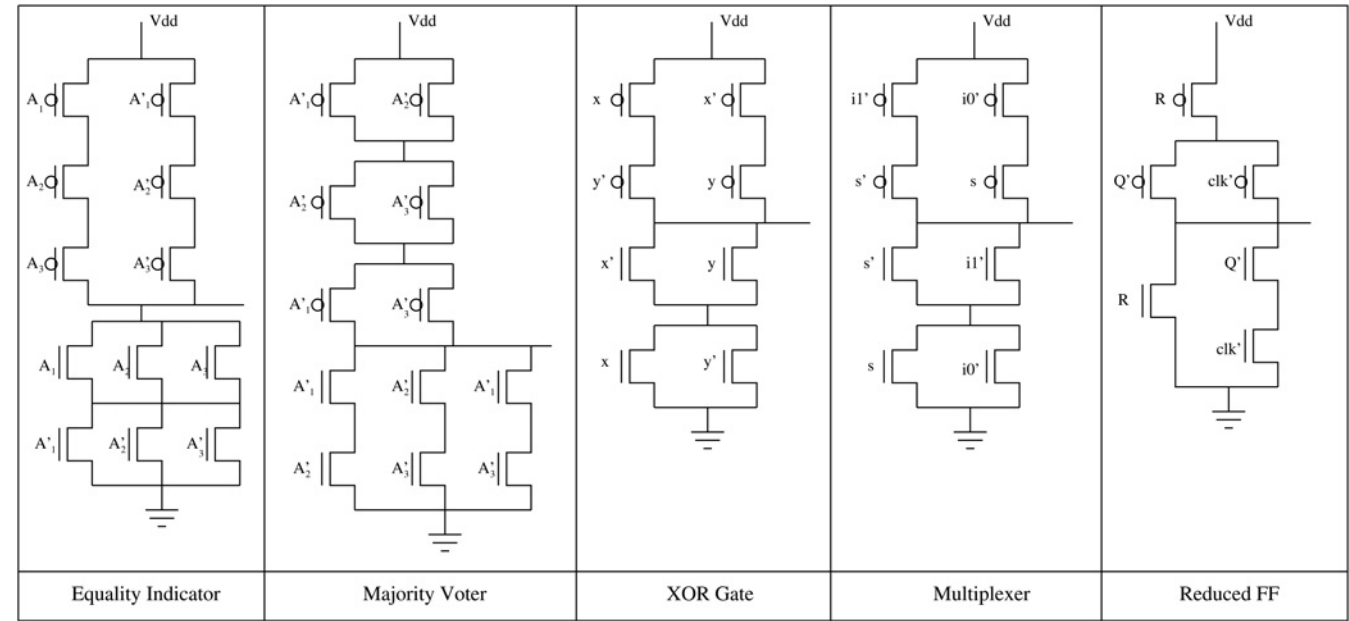 Vdd
A₁
A'₁
A₂
A'₂
A₃
A'₃
A₁
A₂
A₃
A'₁
A'₂
A'₃
Equality Indicator
Vdd
A'₁
A'₂
A'₂
A'₃
A'₁
A'₃
A'₁
A'₂
A'₁
A'₂
A'₃
A'₃
Majority Voter
Vdd
x
x'
y'
y
x'
y
x
y'
XOR Gate
Vdd
i1'
i0'
s'
s
s'
i1'
s
i0'
Multiplexer
Vdd
R
Q'
clk'
Q'
R
clk'
Reduced FF